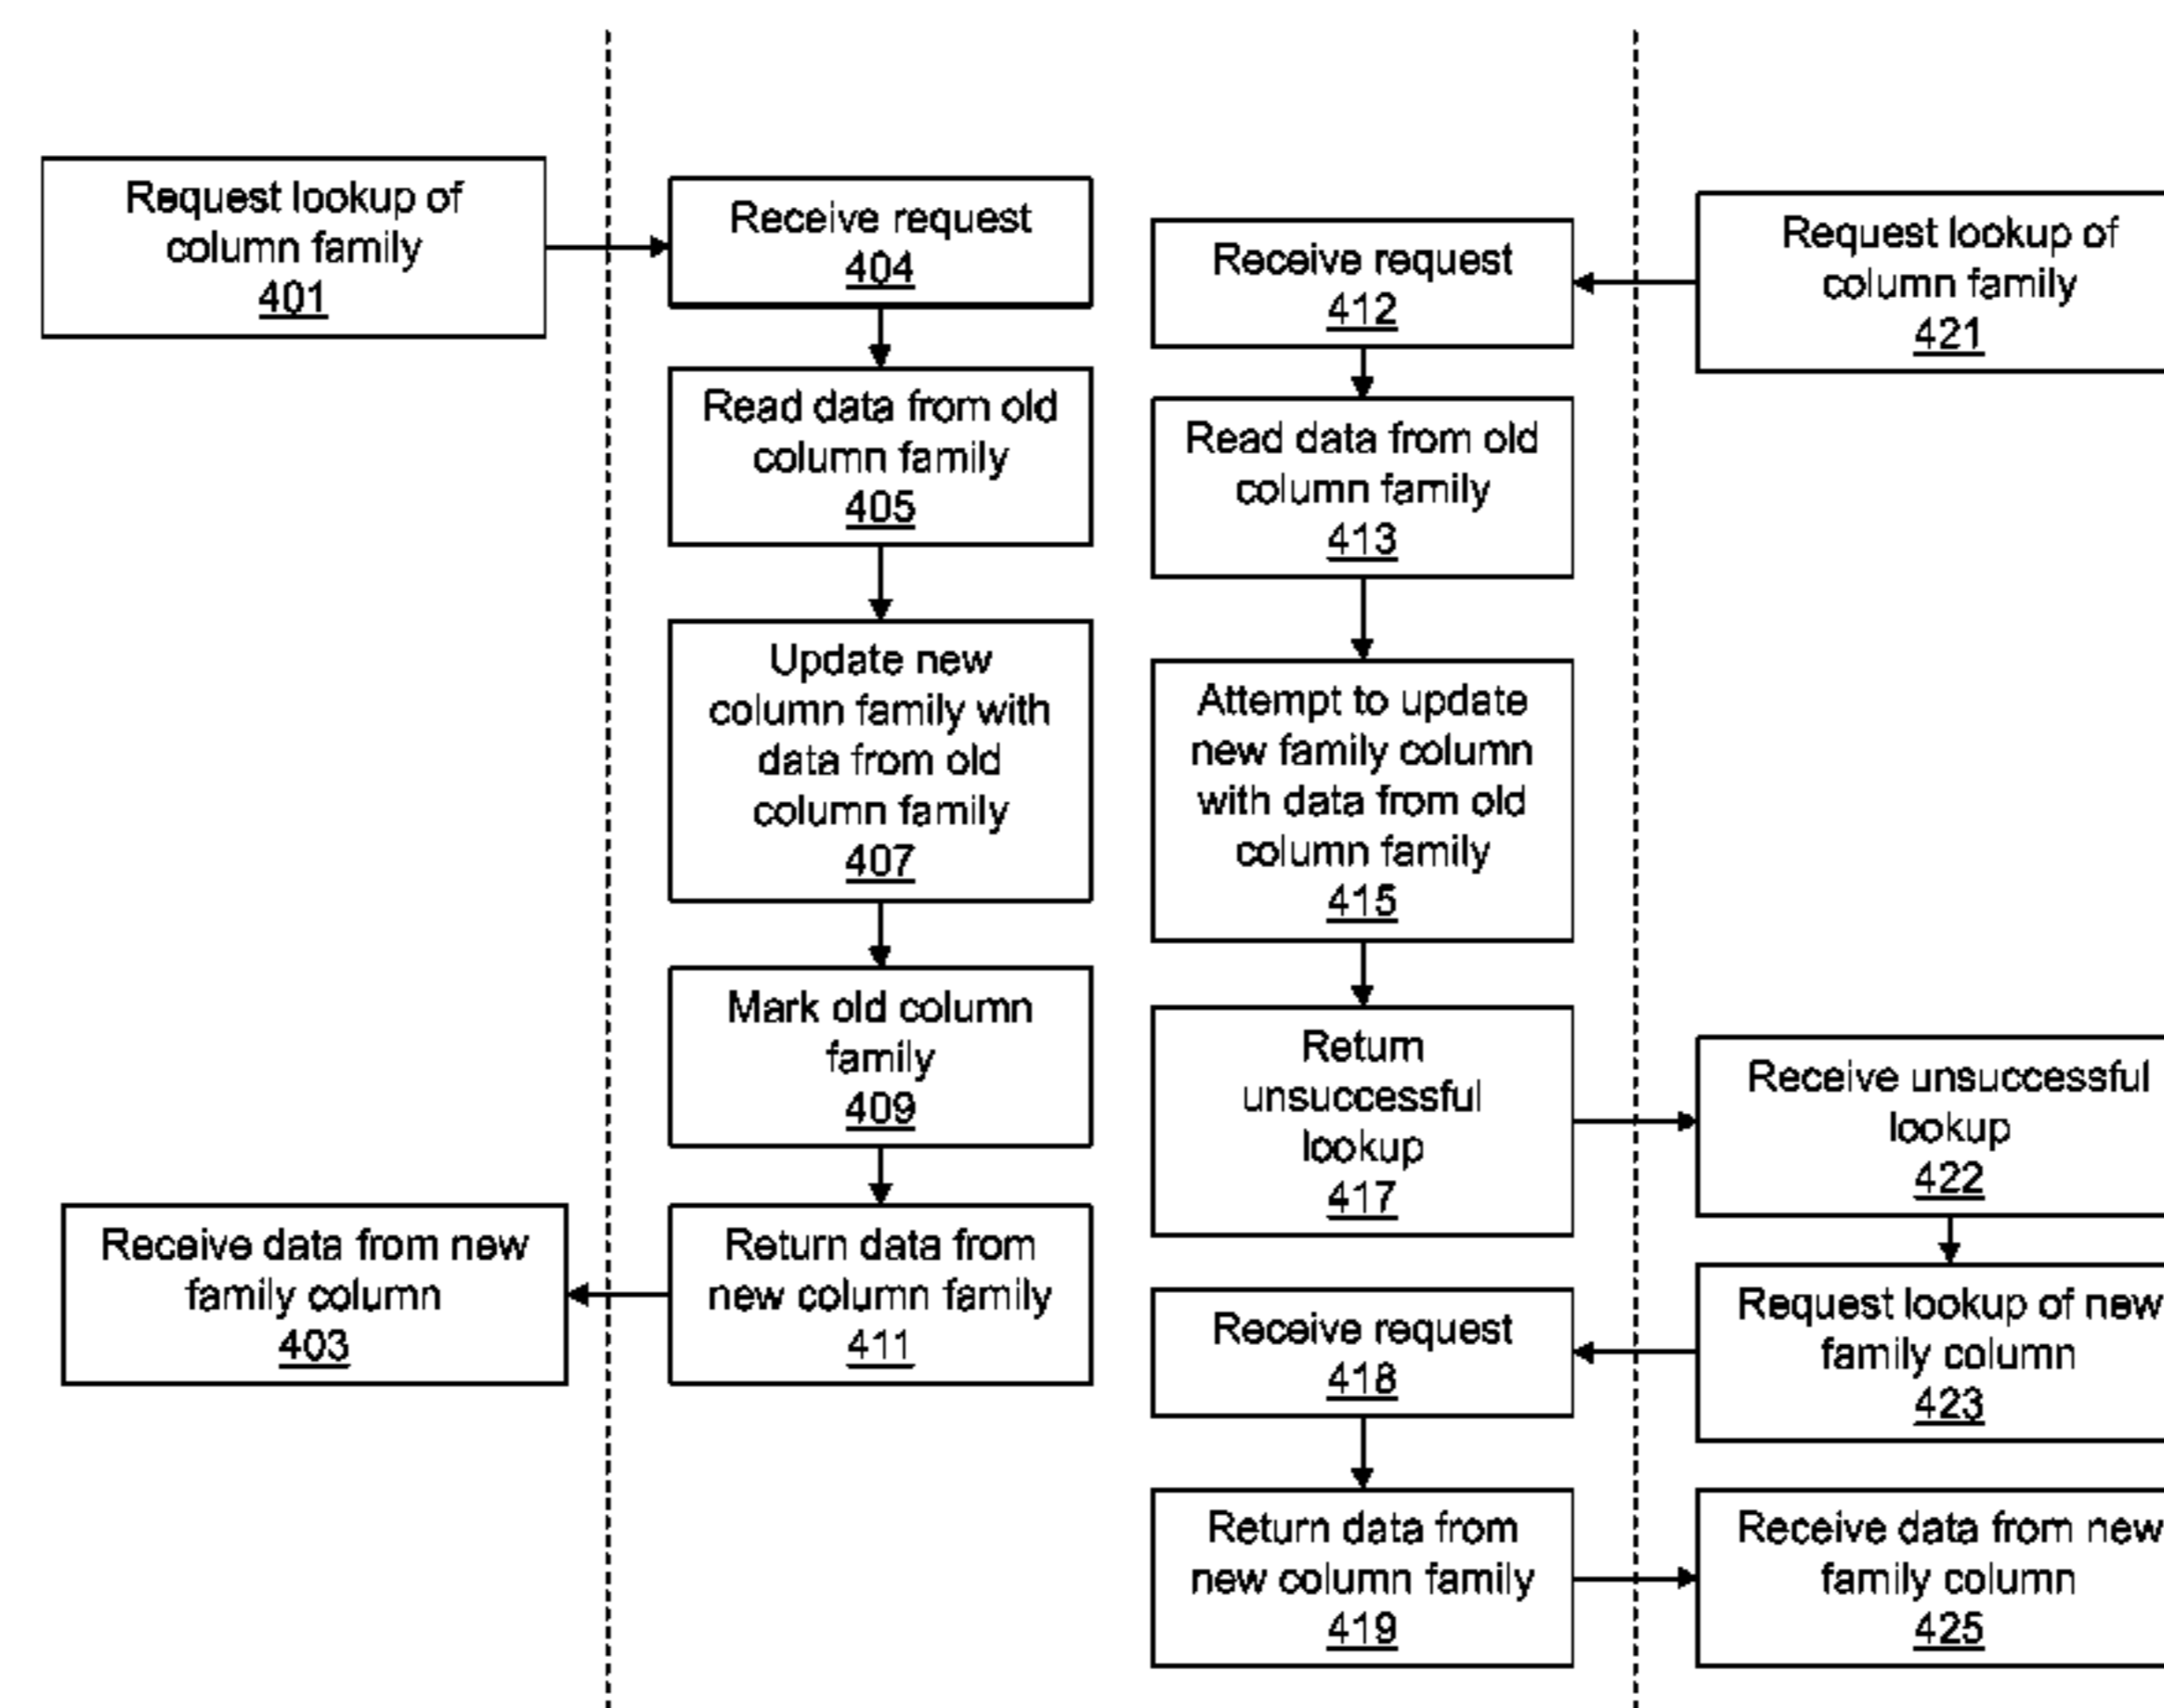 Request lookup of
column family
401
Receive request
404
Receive request
412
Request lookup of
column family
421
Read data from old
column family
405
Read data from old
column family
413
Update new
column family with
data from old
column family
407
Attempt to update
new family column
with data from old
column family
415
Mark old column
family
409
Return
unsuccessful
lookup
417
Receive unsuccessful
lookup
422
Receive data from new
family column
403
Return data from
new column family
411
Receive request
418
Request lookup of new
family column
423
Return data from
new column family
419
Receive data from new
family column
425